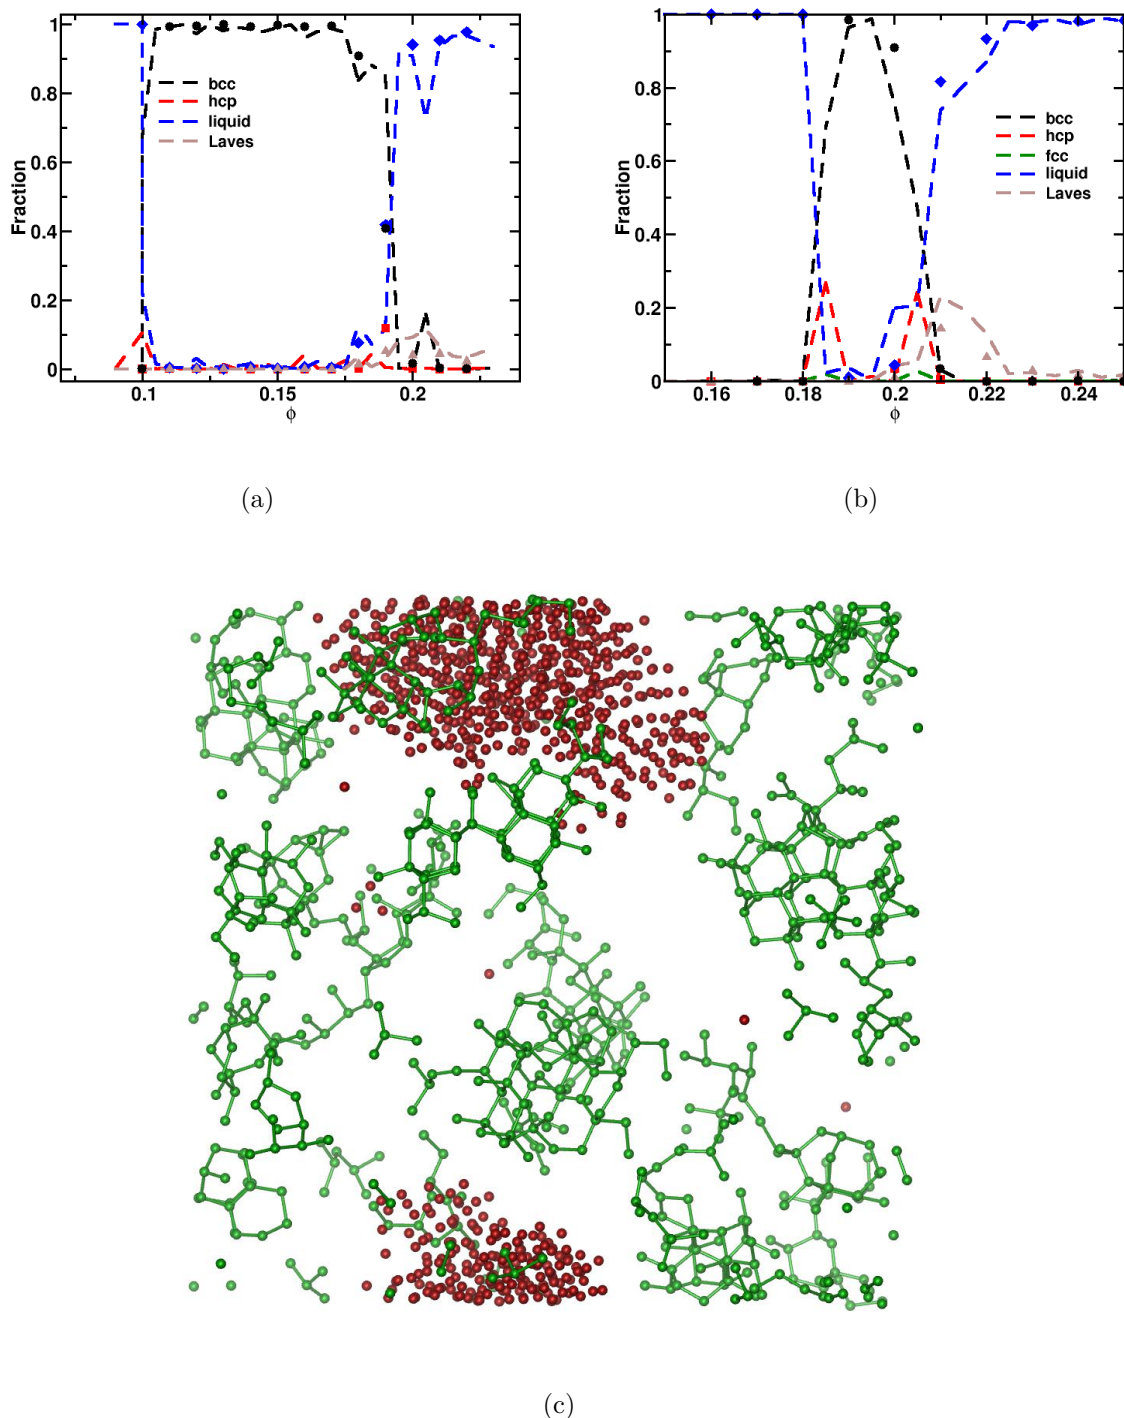 1
0.8
0.6
0.4
0.2
0
Fraction
bcc
hcp
liquid
Laves
0.1
0.15
0.2
ϕ
(a)
1
0.8
0.6
0.4
0.2
0
Fraction
bcc
hcp
fcc
liquid
Laves
0.16
0.18
0.2
0.22
0.24
ϕ
(b)
(c)